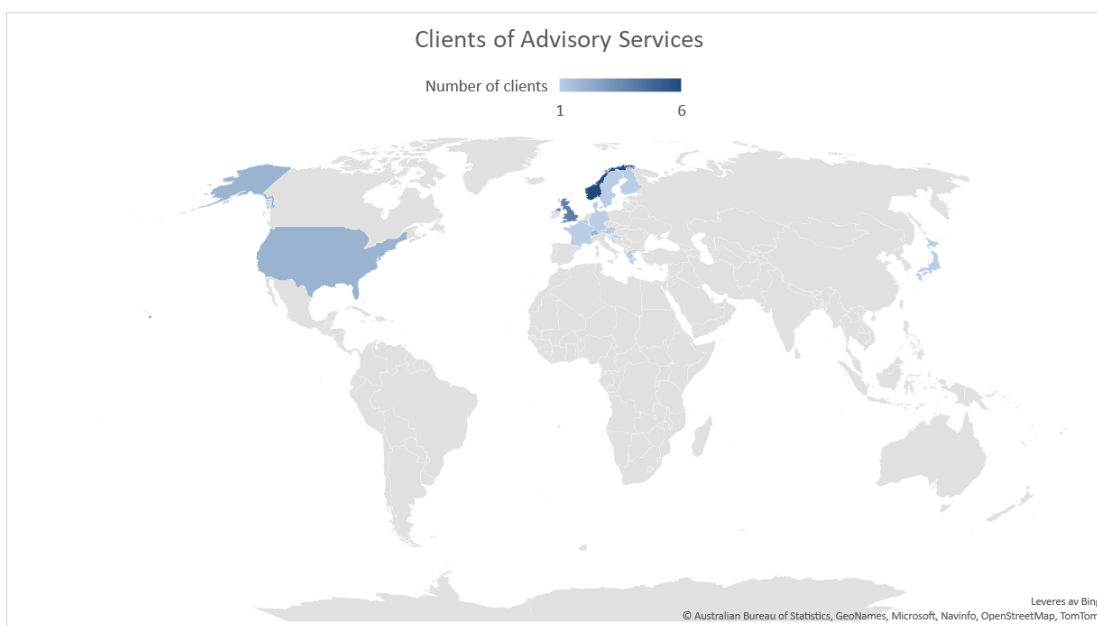 Clients of Advisory Services
Number of clients
1 6
Leveres av Bing
© Australian Bureau of Statistics, GeoNames, Microsoft, Navinfo, OpenStreetMap, TomTom